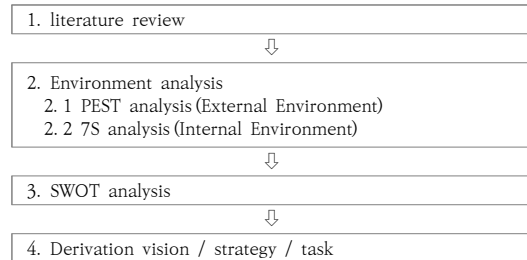 1. literature review
⇩
2. Environment analysis
2. 1 PEST analysis (External Environment)
2. 2 7S analysis (Internal Environment)
⇩
3. SWOT analysis
⇩
4. Derivation vision / strategy / task